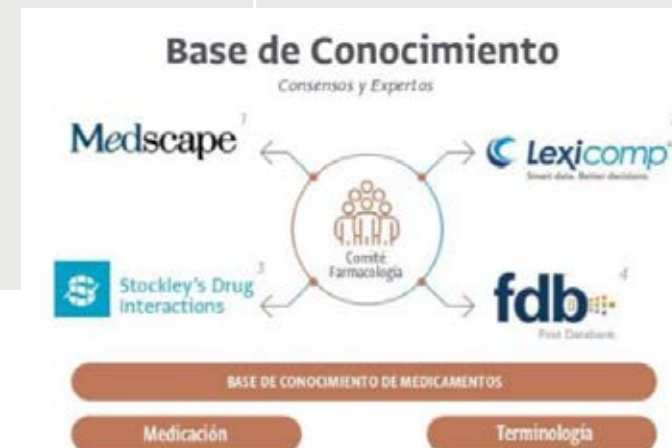 Base de Conocimiento
Consensos y Expertos
Medscape 1
Lexicomp
Smart data. Better decisions.
Comité
Farmacología
Stockley's Drug
Interactions 3
fdb 4
First Databank
BASE DE CONOCIMIENTO DE MEDICAMENTOS
Medicación
Terminología